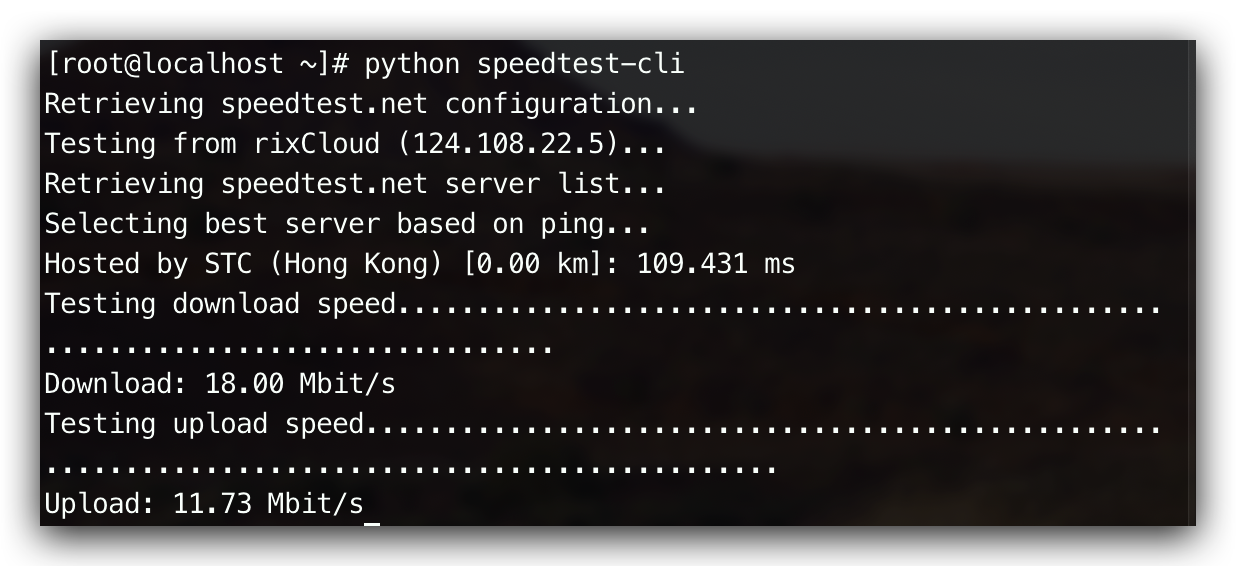 [root@localhost ~]# python speedtest-cli
Retrieving speedtest.net configuration...
Testing from rixCloud (124.108.22.5)...
Retrieving speedtest.net server list...
Selecting best server based on ping...
Hosted by STC (Hong Kong) [0.00 km]: 109.431 ms
Testing download speed................................................
................................
Download: 18.00 Mbit/s
Testing upload speed..................................................
..............................................
Upload: 11.73 Mbit/s